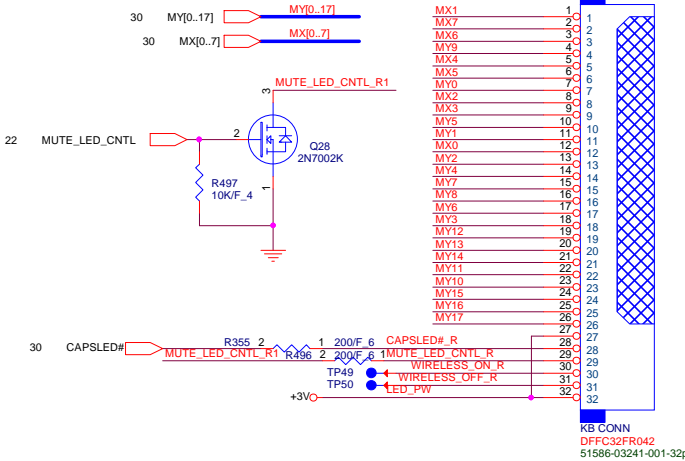 30 MY[0..17] MY[0..17]
30 MX[0..7] MX[0..7]
MUTE_LED_CNTL_R1
3
22 MUTE_LED_CNTL
2
Q28
2N7002K
1
R497
10K/F_4
MX1 1 1
MX7 2 2
MX6 3 3
MY9 4 4
MX4 5 5
MX5 6 6
MY0 7 7
MX2 8 8
MX3 9 9
MY5 10 10
MY1 11 11
MX0 12 12
MY2 13 13
MY4 14 14
MY7 15 15
MY8 16 16
MY6 17 17
MY3 18 18
MY12 19 19
MY13 20 20
MY14 21 21
MY11 22 22
MY10 23 23
MY15 24 24
MY16 25 25
MY17 26 26
27 27
30 CAPSLED# R355 2 1 200/F_6 CAPSLED#_R 28 28
MUTE_LED_CNTL_R1 R496 2 200/F_6 1 MUTE_LED_CNTL_R 29 29
TP49 WIRELESS_ON_R 30 30
TP50 WIRELESS_OFF_R 31 31
+3V LED_PW 32 32
KB CONN
DFFC32FR042
51586-03241-001-32p